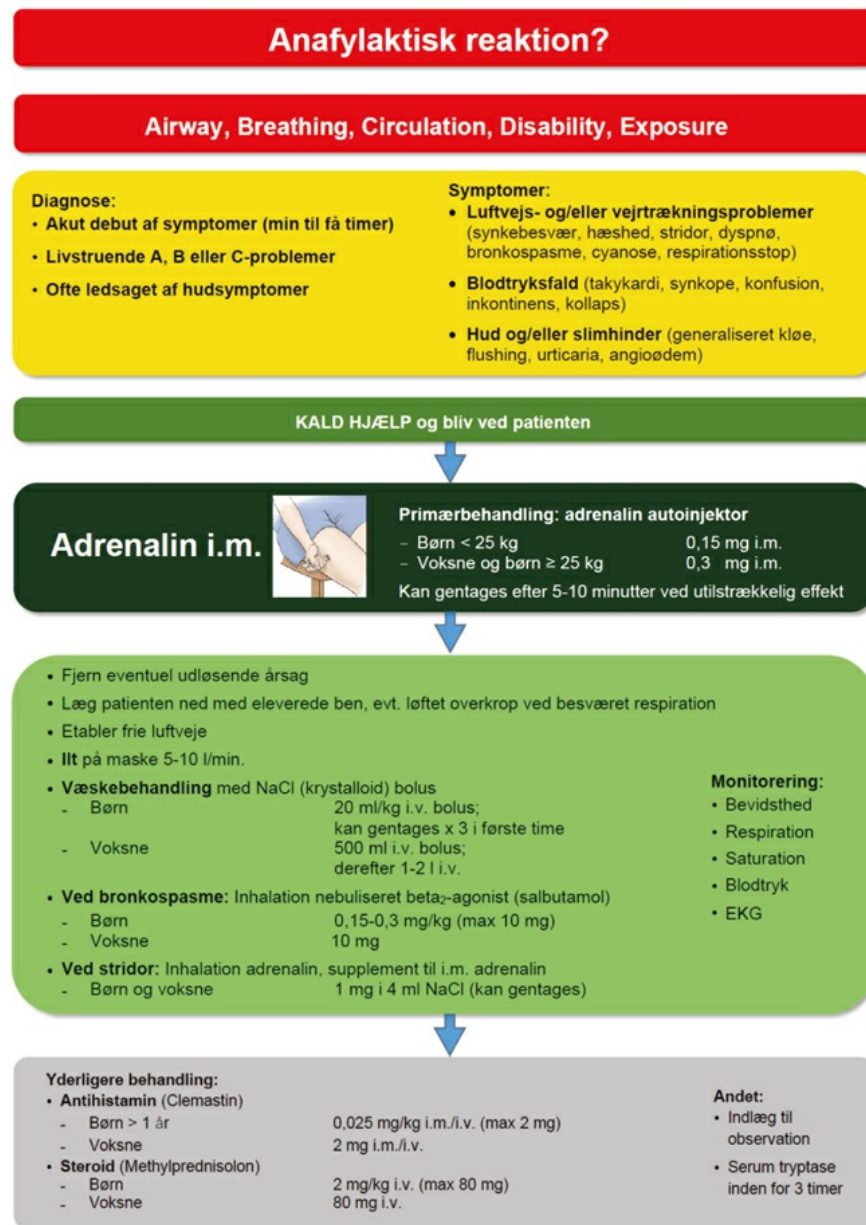 Anafylaktisk reaktion?
Airway, Breathing, Circulation, Disability, Exposure
Diagnose:
• Akut debut af symptomer (min til få timer)
• Livstruende A, B eller C-problemer
• Ofte ledsaget af hudsymptomer
Symptomer:
• Luftvejs- og/eller vejrtrækningsproblemer
(synkebesvær, hæshed, stridor, dyspnø,
bronkospasme, cyanose, respirationsstop)
• Blodtryksfald (takykardi, synkope, konfusion,
inkontinens, kollaps)
• Hud og/eller slimhinder (generaliseret kløe,
flushing, urticaria, angioødem)
KALD HJÆLP og bliv ved patienten
Adrenalin i.m.
Primærbehandling: adrenalin autoinjektor
– Børn < 25 kg 0,15 mg i.m.
– Voksne og børn ≥ 25 kg 0,3 mg i.m.
Kan gentages efter 5-10 minutter ved utilstrækkelig effekt
• Fjern eventuel udløsende årsag
• Læg patienten ned med eleverede ben, evt. løftet overkrop ved besværet respiration
• Etabler frie luftveje
• Ilt på maske 5-10 l/min.
• Væskebehandling med NaCl (krystalloid) bolus
- Børn 20 ml/kg i.v. bolus;
kan gentages x 3 i første time
- Voksne 500 ml i.v. bolus;
derefter 1-2 l i.v.
• Ved bronkospasme: Inhalation nebuliseret beta₂-agonist (salbutamol)
- Børn 0,15-0,3 mg/kg (max 10 mg)
- Voksne 10 mg
• Ved stridor: Inhalation adrenalin, supplement til i.m. adrenalin
- Børn og voksne 1 mg i 4 ml NaCl (kan gentages)
Monitorering:
• Bevidsthed
• Respiration
• Saturation
• Blodtryk
• EKG
Yderligere behandling:
• Antihistamin (Clemastin)
- Børn > 1 år 0,025 mg/kg i.m./i.v. (max 2 mg)
- Voksne 2 mg i.m./i.v.
• Steroid (Methylprednisolon)
- Børn 2 mg/kg i.v. (max 80 mg)
- Voksne 80 mg i.v.
Andet:
• Indlæg til
observation
• Serum tryptase
inden for 3 timer